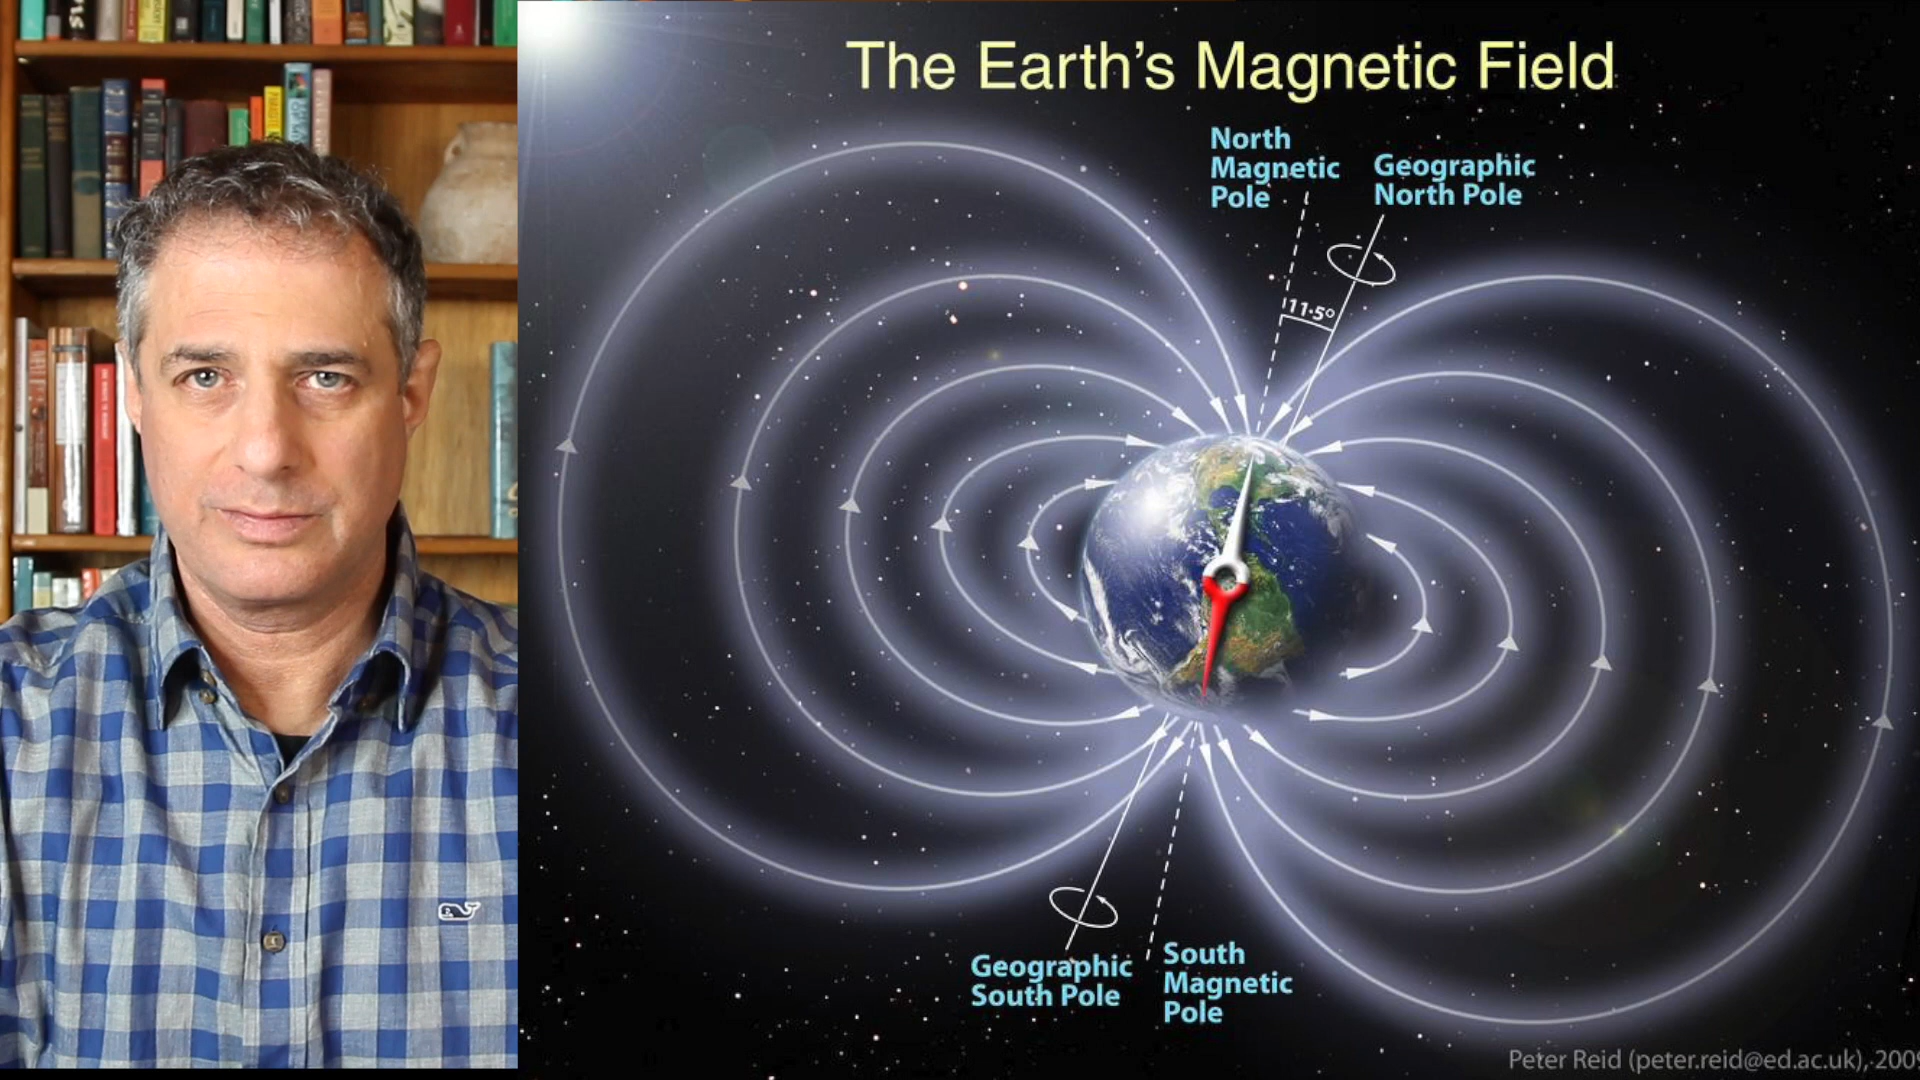 The Earth's Magnetic Field
North
Magnetic
Pole
Geographic
North Pole
11·5°
Geographic
South Pole
South
Magnetic
Pole
Peter Reid (peter.reid@ed.ac.uk), 2009